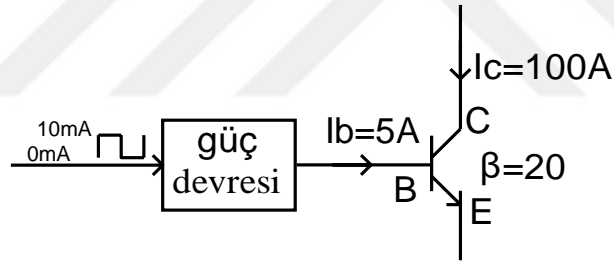 Ic=100A
10mA
0mA
güç
devresi
Ib=5A
C
β=20
B
E